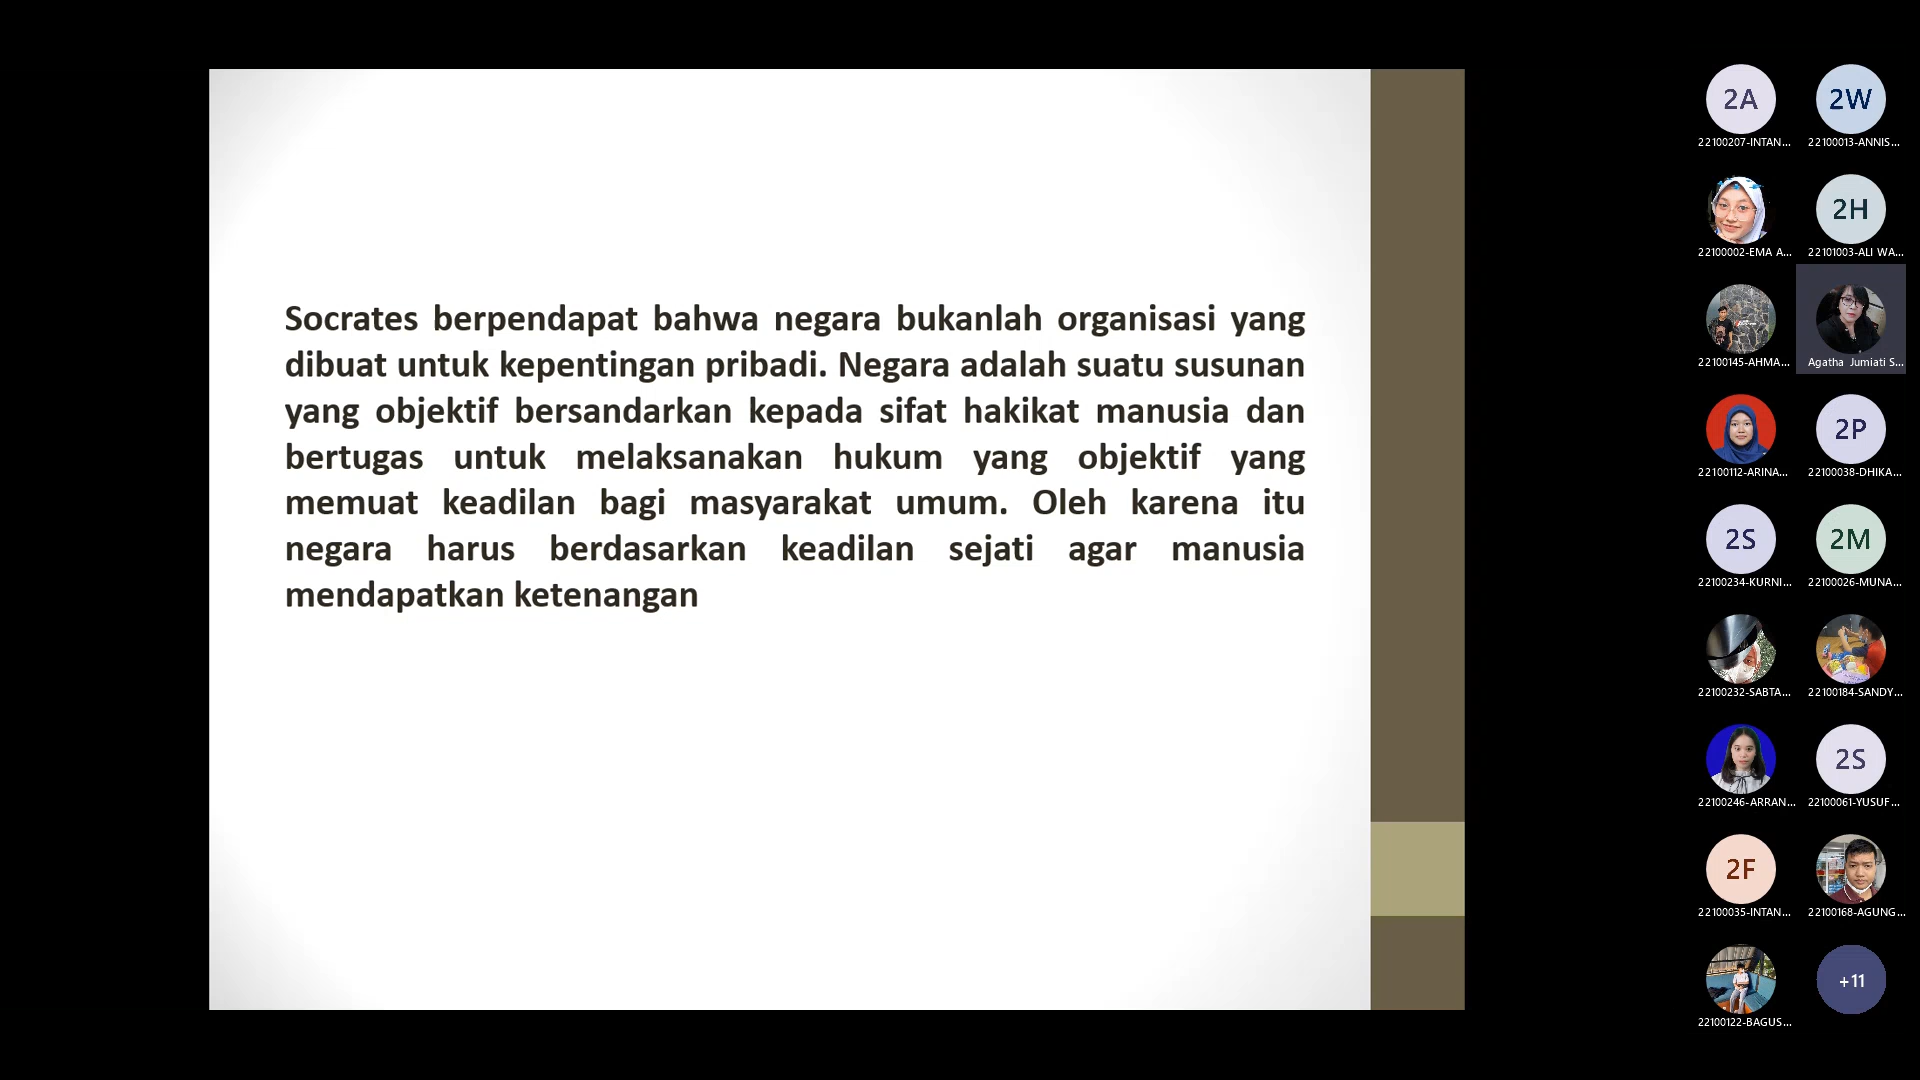 Socrates berpendapat bahwa negara bukanlah organisasi yang
dibuat untuk kepentingan pribadi. Negara adalah suatu susunan
yang objektif bersandarkan kepada sifat hakikat manusia dan
bertugas untuk melaksanakan hukum yang objektif yang
memuat keadilan bagi masyarakat umum. Oleh karena itu
negara harus berdasarkan keadilan sejati agar manusia
mendapatkan ketenangan
2A
2W
22100207-INTAN...
22100013-ANNIS...
2H
22100002-EMA A...
22101003-ALI WA...
22100145-AHMA...
Agatha Jumiati S...
2P
22100112-ARINA...
22100038-DHIKA...
2S
2M
22100234-KURNI...
22100026-MUNA...
22100232-SABTA...
22100184-SANDY...
2S
22100246-ARRAN...
22100061-YUSUF...
2F
22100035-INTAN...
22100168-AGUNG...
+11
22100122-BAGUS...